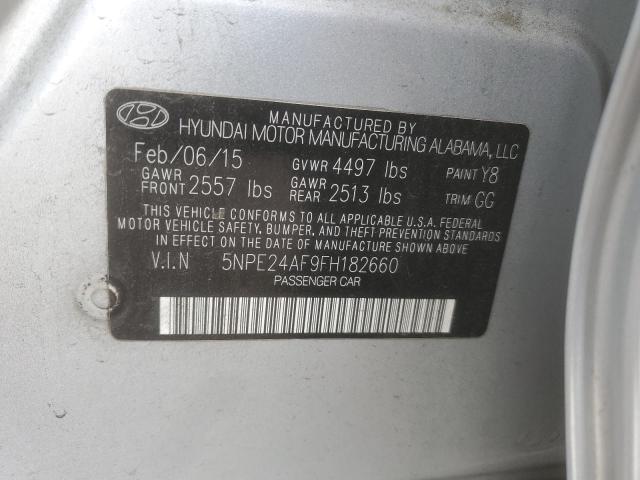 MANUFACTURED BY
HYUNDAI MOTOR MANUFACTURING ALABAMA, LLC
Feb/06/15 GVWR 4497 lbs PAINT Y8
GAWR FRONT 2557 lbs GAWR REAR 2513 lbs TRIM GG
THIS VEHICLE CONFORMS TO ALL APPLICABLE U.S.A. FEDERAL
MOTOR VEHICLE SAFETY, BUMPER, AND THEFT PREVENTION
STANDARDS IN EFFECT ON THE DATE OF MANUFACTURE SHOWN ABOVE
V.I.N 5NPE24AF9FH182660
PASSENGER CAR